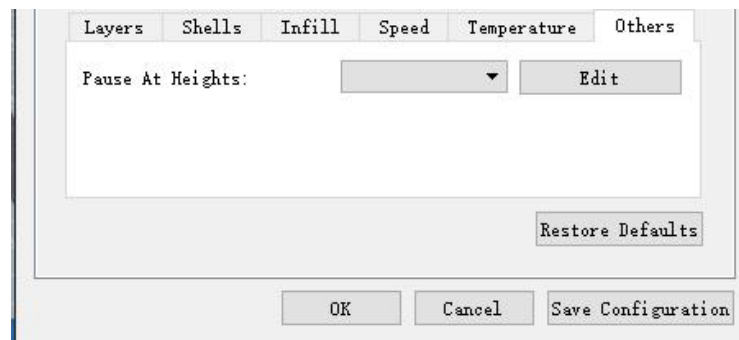 Layers Shells Infill Speed Temperature Others
Pause At Heights: Edit
Restore Defaults
OK Cancel Save Configuration